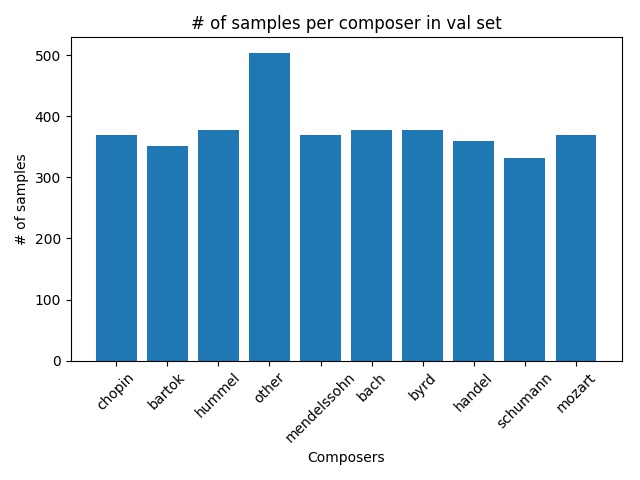 # of samples per composer in val set
500
400
300
200
100
0
# of samples
chopin
bartok
hummel
other
mendelssohn
bach
byrd
handel
schumann
mozart
Composers